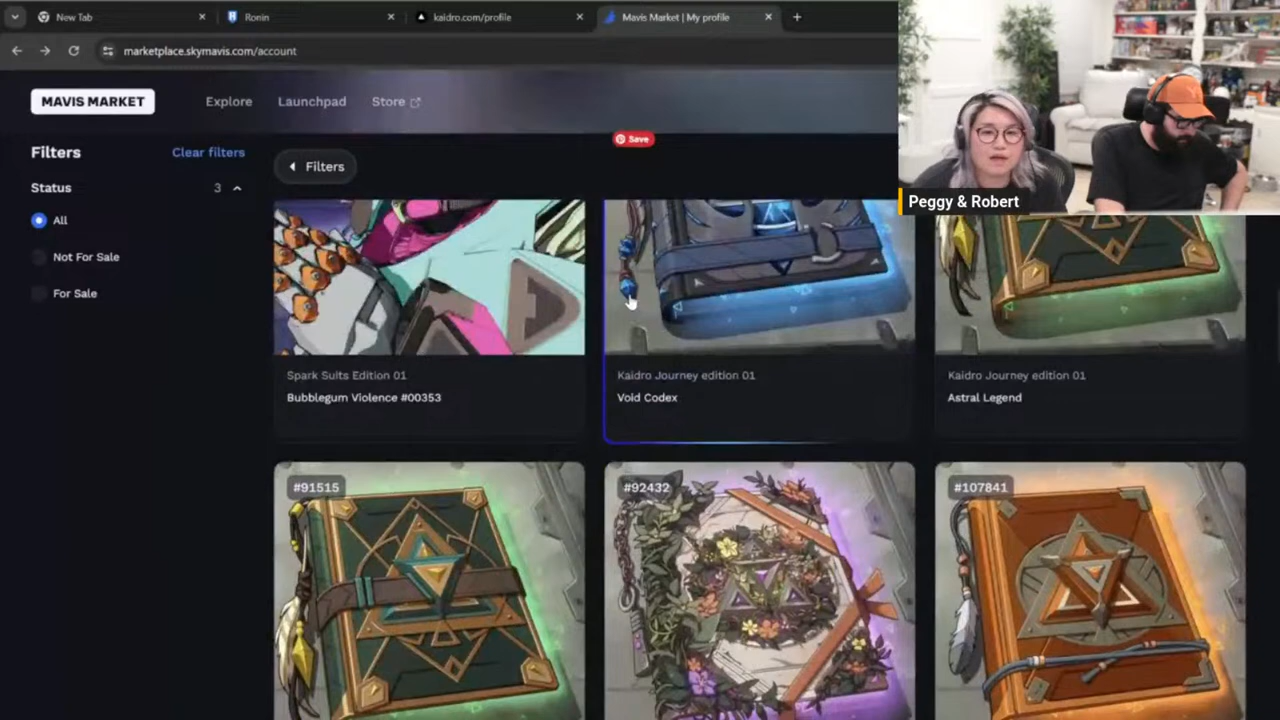 New Tab
Ronin
kaidro.com/profile
Mavis Market | My profile
marketplace.skymavis.com/account
MAVIS MARKET
Explore
Launchpad
Store
Save
Filters
Clear filters
Filters
Status
3
All
Not For Sale
For Sale
Peggy & Robert
Spark Suits Edition 01
Bubblegum Violence #00353
Kaidro Journey edition 01
Void Codex
Kaidro Journey edition 01
Astral Legend
#91515
#92432
#107841